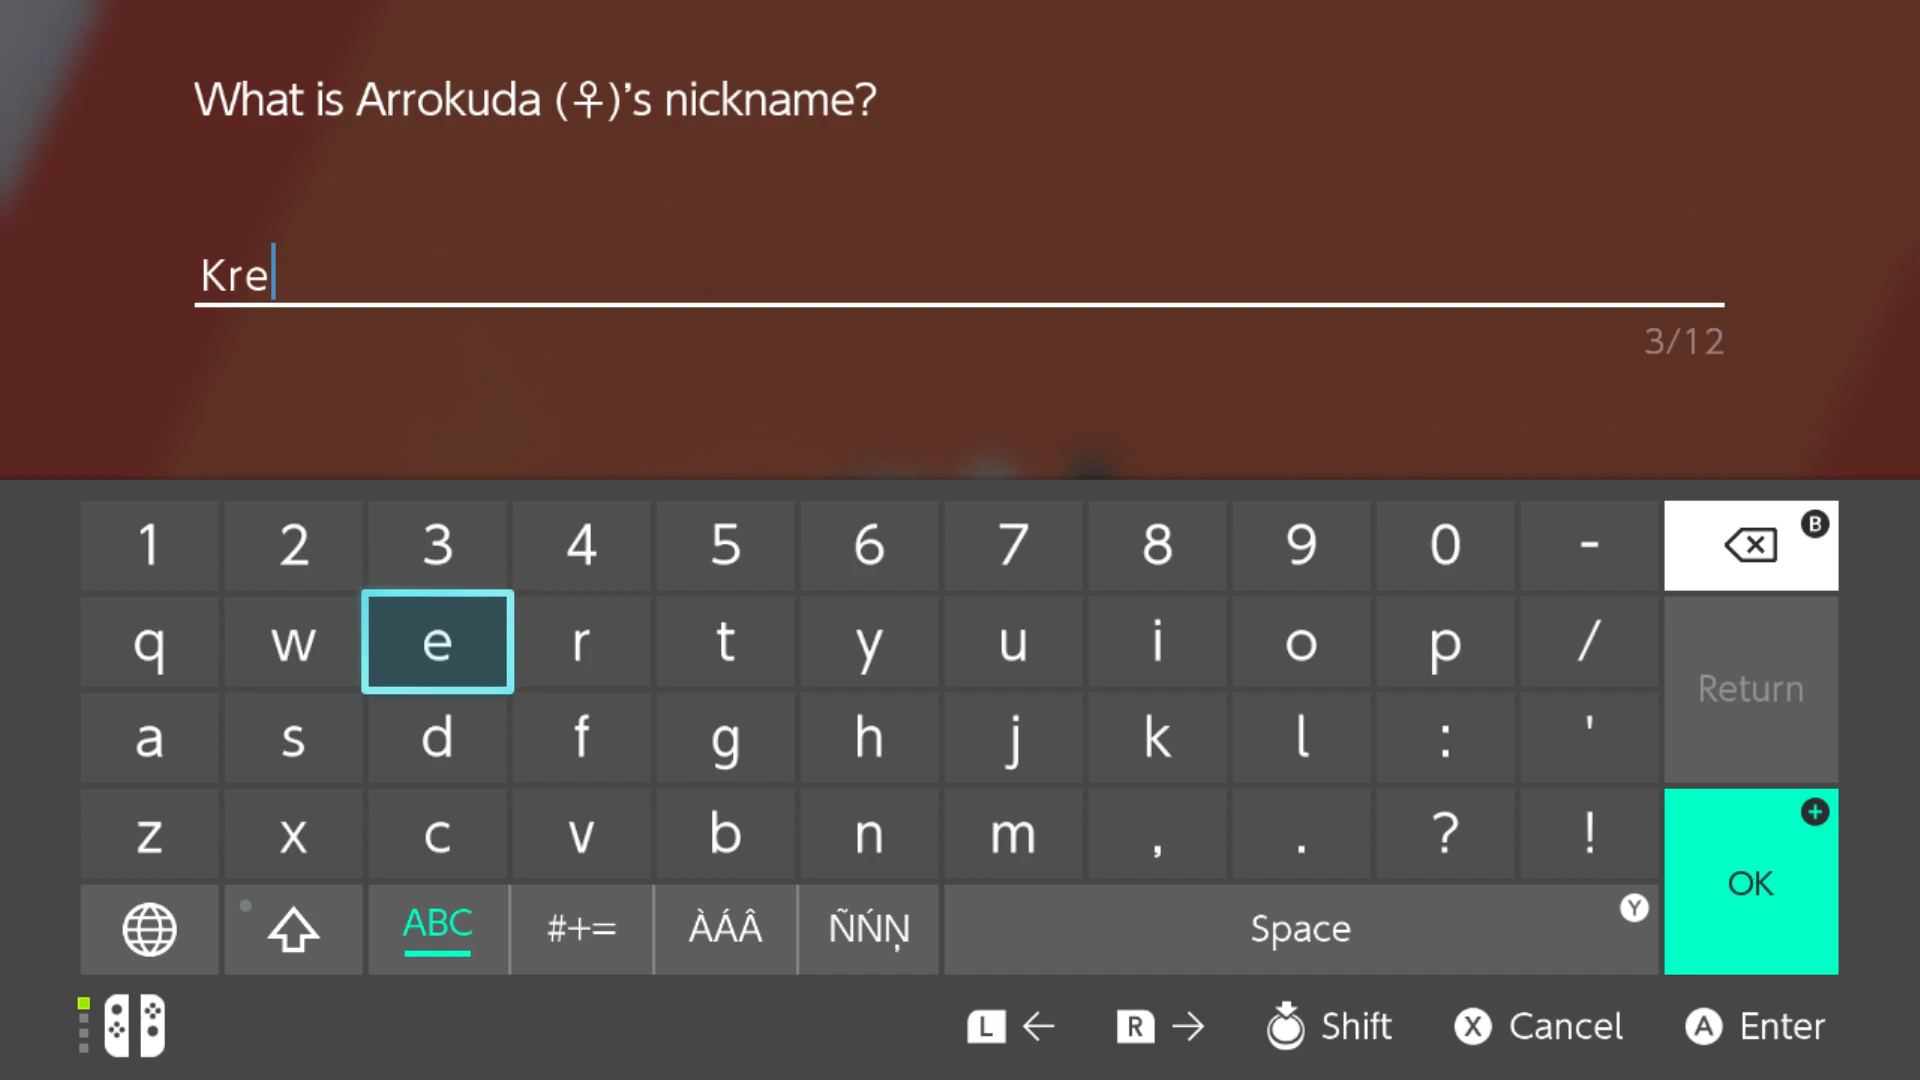 What is Arrokuda (♀)'s nickname?
Kre
3/12
1 2 3 4 5 6 7 8 9 0 - B
q w e r t y u i o p /
Return
a s d f g h j k l : '
z x c v b n m , . ? ! +
OK
ABC #+= ÀÁÂ ÑŃŅ Space Y
L ← R → Shift X Cancel A Enter